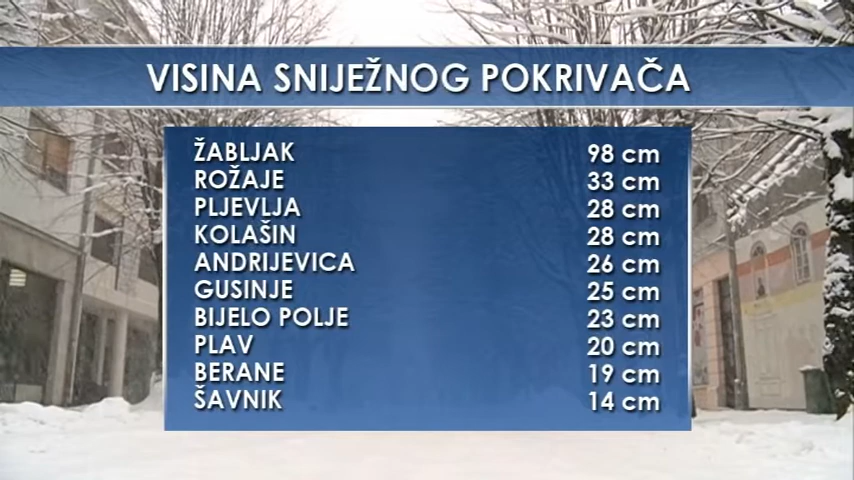 VISINA SNIJEŽNOG POKRIVAČA
ŽABLJAK 98 cm
ROŽAJE 33 cm
PLJEVLJA 28 cm
KOLAŠIN 28 cm
ANDRIJEVICA 26 cm
GUSINJE 25 cm
BIJELO POLJE 23 cm
PLAV 20 cm
BERANE 19 cm
ŠAVNIK 14 cm